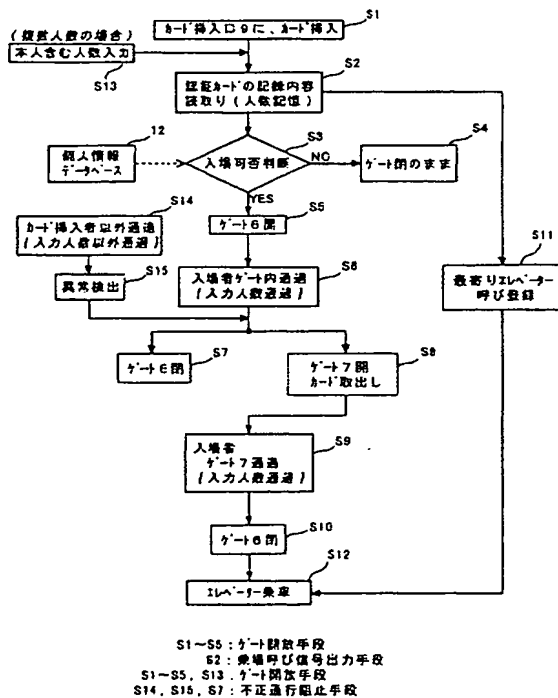 S1
カード挿入口9に、カード挿入
(複数人数の場合)
本人含む人数入力
S13
S2
認証カードの記録内容
読取り(人数記憶)
12
個人情報
データベース
S3
入場可否判断
NO
S4
ゲート閉のまま
YES
S5
ゲート6開
S14
カード挿入者以外通過
(入力人数以外通過)
S15
異常検出
S6
入場者ゲート内通過
(入力人数通過)
S11
最寄りエレベーター
呼び登録
S7
ゲート6閉
S8
ゲート7開
カード取出し
S9
入場者
ゲート7通過
(入力人数通過)
S10
ゲート6閉
S12
エレベーター乗車
S1~S5:ゲート開放手段
S2:乗場呼び信号出力手段
S1~S5, S13:ゲート開放手段
S14, S15, S7:不正通行阻止手段